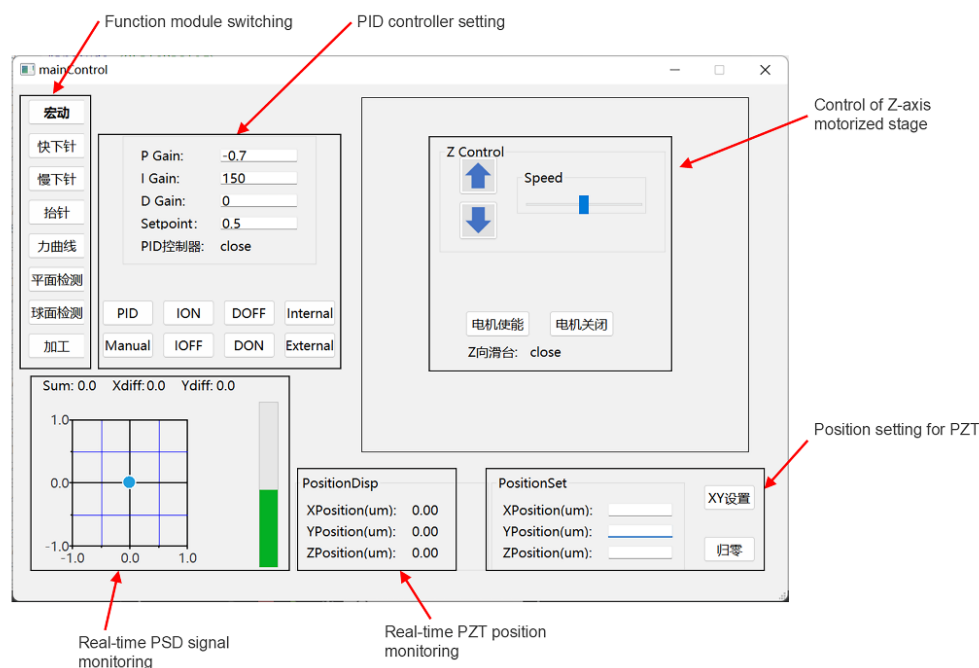 Function module switching
PID controller setting
mainControl
Control of Z-axis
motorized stage
宏动
快下针
慢下针
抬针
力曲线
平面检测
球面检测
加工
P Gain: -0.7
I Gain: 150
D Gain: 0
Setpoint: 0.5
PID控制器: close
PID ION DOFF Internal
Manual IOFF DON External
Z Control
Speed
电机使能 电机关闭
Z向滑台: close
Sum: 0.0 Xdiff: 0.0 Ydiff: 0.0
1.0
0.0
-1.0
-1.0 0.0 1.0
PositionDisp
XPosition(um): 0.00
YPosition(um): 0.00
ZPosition(um): 0.00
PositionSet
XPosition(um):
YPosition(um):
ZPosition(um):
XY设置
归零
Position setting for PZT
Real-time PSD signal
monitoring
Real-time PZT position
monitoring